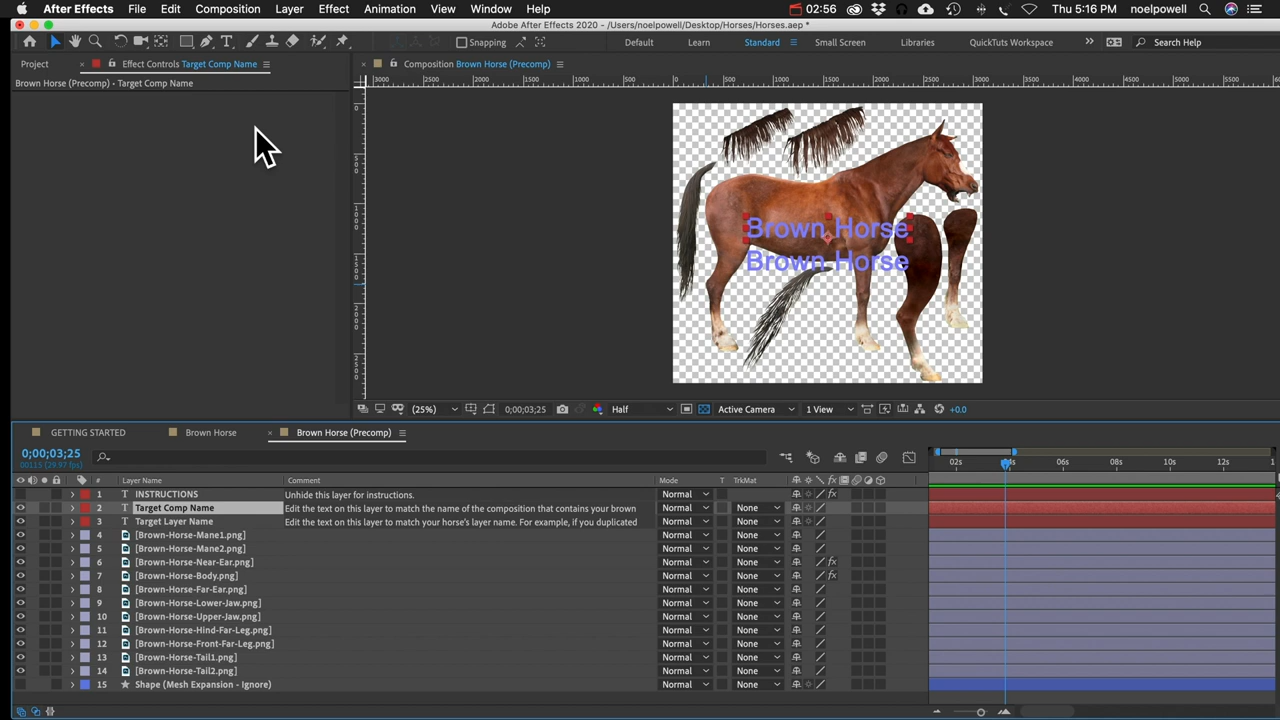 After Effects File Edit Composition Layer Effect Animation View Window Help 02:56 Thu 5:16 PM noelpowell
Adobe After Effects 2020 - /Users/noelpowell/Desktop/Horses/Horses.aep *
Snapping Default Learn Standard Small Screen Libraries QuickTuts Workspace Search Help
Project Effect Controls Target Comp Name Composition Brown Horse (Precomp)
Brown Horse (Precomp) • Target Comp Name
Brown Horse
Brown Horse
(25%) 0;00;03;25 Half Active Camera 1 View +0.0
GETTING STARTED Brown Horse Brown Horse (Precomp)
0;00;03;25
00115 (29.97 fps)
02s 04s 06s 08s 10s 12s
# Layer Name Comment Mode T TrkMat
1 T INSTRUCTIONS Unhide this layer for instructions. Normal
2 T Target Comp Name Edit the text on this layer to match the name of the composition that contains your brown Normal None
3 T Target Layer Name Edit the text on this layer to match your horse's layer name. For example, if you duplicated Normal None
4 [Brown-Horse-Mane1.png] Normal None
5 [Brown-Horse-Mane2.png] Normal None
6 [Brown-Horse-Near-Ear.png] Normal None
7 [Brown-Horse-Body.png] Normal None
8 [Brown-Horse-Far-Ear.png] Normal None
9 [Brown-Horse-Lower-Jaw.png] Normal None
10 [Brown-Horse-Upper-Jaw.png] Normal None
11 [Brown-Horse-Hind-Far-Leg.png] Normal None
12 [Brown-Horse-Front-Far-Leg.png] Normal None
13 [Brown-Horse-Tail1.png] Normal None
14 [Brown-Horse-Tail2.png] Normal None
15 Shape (Mesh Expansion - Ignore) Normal None